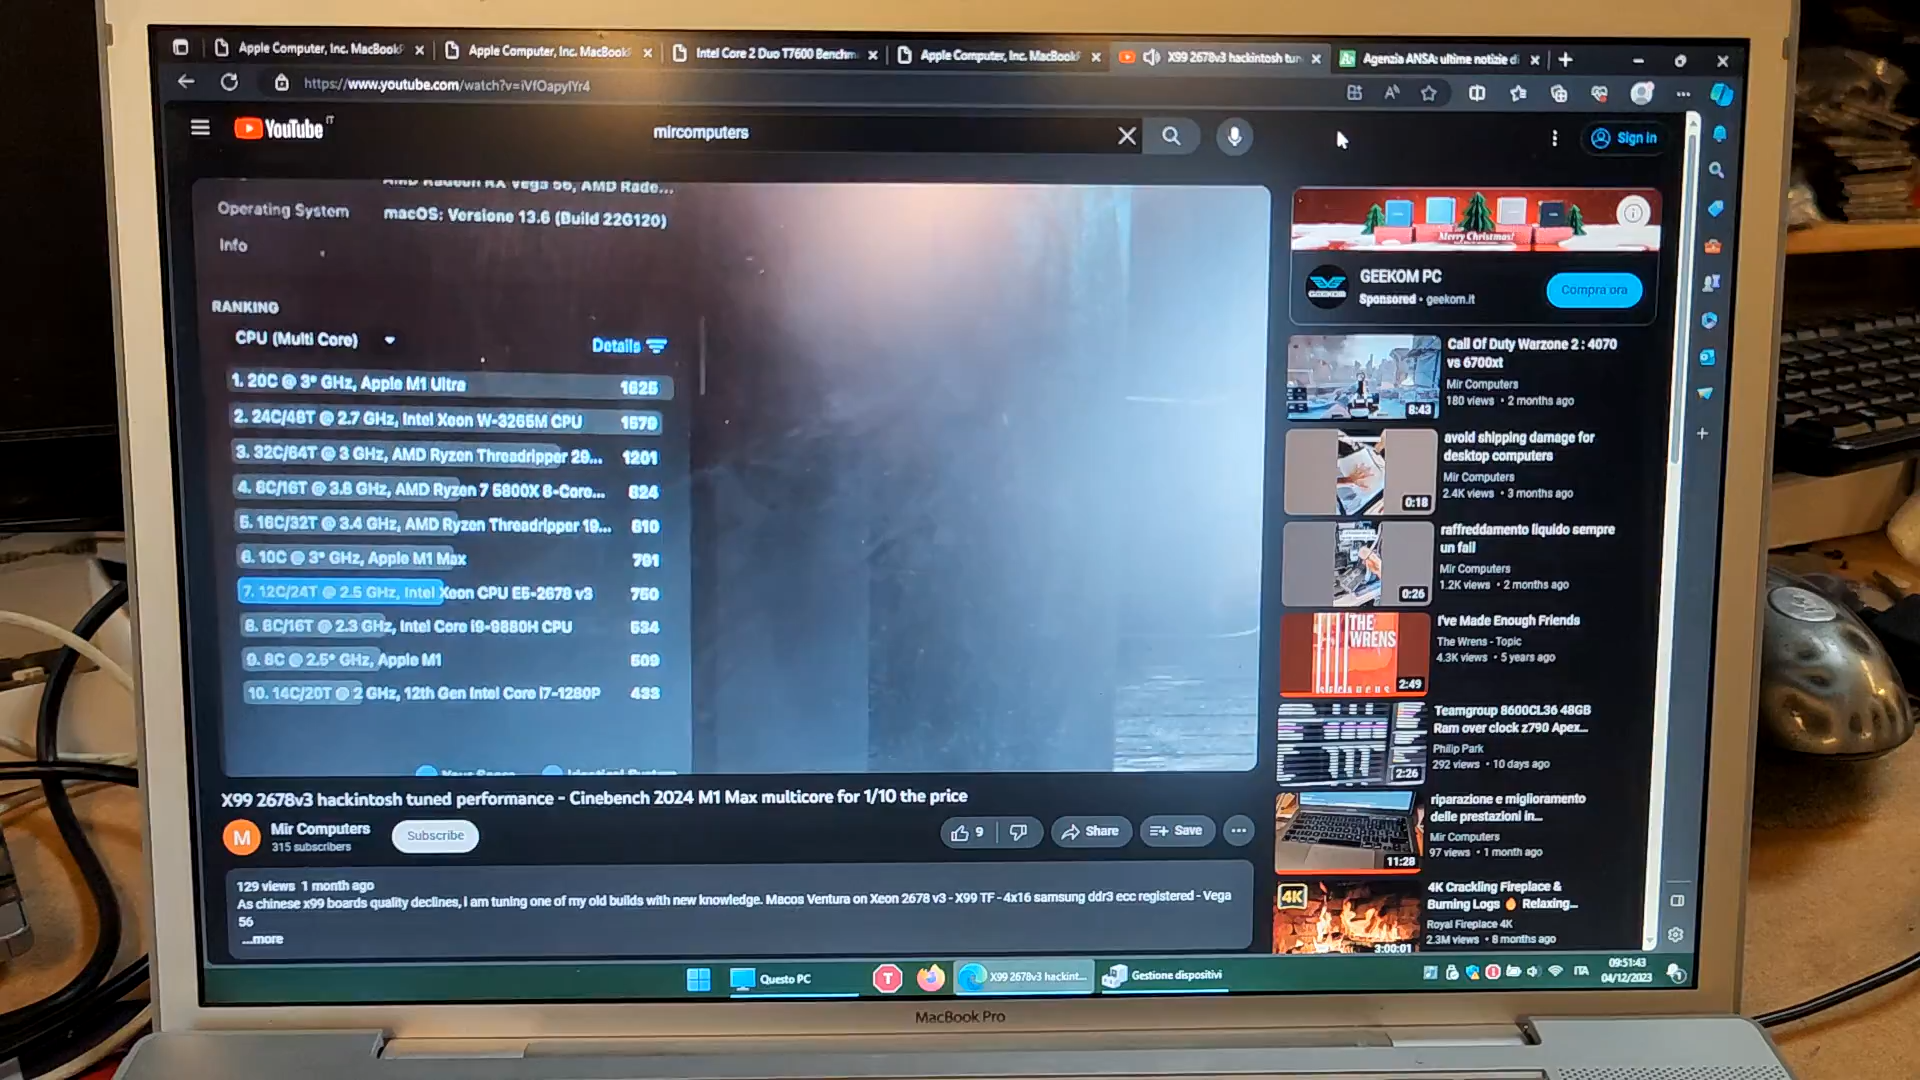 Apple Computer, Inc. MacBookP
Apple Computer, Inc. MacBookP
Intel Core 2 Duo T7600 Benchm
Apple Computer, Inc. MacBookP
X99 2678v3 hackintosh tun
Agenzia ANSA: ultime notizie di
https://www.youtube.com/watch?v=iVfOapyIYr4
YouTube IT
mircomputers
Sign in
AMD Radeon RX Vega 56, AMD Rade...
Operating System macOS: Versione 13.6 (Build 22G120)
Info
RANKING
CPU (Multi Core)
Details
1. 20C @ 3* GHz, Apple M1 Ultra 1625
2. 24C/48T @ 2.7 GHz, Intel Xeon W-3265M CPU 1579
3. 32C/64T @ 3 GHz, AMD Ryzen Threadripper 29... 1201
4. 8C/16T @ 3.8 GHz, AMD Ryzen 7 5800X 8-Core... 824
5. 16C/32T @ 3.4 GHz, AMD Ryzen Threadripper 19... 810
6. 10C @ 3* GHz, Apple M1 Max 791
7. 12C/24T @ 2.5 GHz, Intel Xeon CPU E5-2678 v3 750
8. 8C/16T @ 2.3 GHz, Intel Core i9-9880H CPU 534
9. 8C @ 2.5* GHz, Apple M1 509
10. 14C/20T @ 2 GHz, 12th Gen Intel Core i7-1280P 433
Merry Christmas!
GEEKOM PC
Sponsored • geekom.it
Compra ora
Call Of Duty Warzone 2 : 4070
vs 6700xt
Mir Computers
180 views • 2 months ago
8:43
avoid shipping damage for
desktop computers
Mir Computers
2.4K views • 3 months ago
0:18
raffreddamento liquido sempre
un fail
Mir Computers
1.2K views • 2 months ago
0:26
I've Made Enough Friends
The Wrens - Topic
4.3K views • 5 years ago
THE
WRENS
2:49
Teamgroup 8600CL36 48GB
Ram over clock z790 Apex...
Philip Park
292 views • 10 days ago
2:26
riparazione e miglioramento
delle prestazioni in...
Mir Computers
97 views • 1 month ago
11:28
4K Crackling Fireplace &
Burning Logs 🔥 Relaxing...
Royal Fireplace 4K
2.3M views • 8 months ago
4K
3:00:01
X99 2678v3 hackintosh tuned performance - Cinebench 2024 M1 Max multicore for 1/10 the price
M
Mir Computers
315 subscribers
Subscribe
9
Share
Save
129 views 1 month ago
As chinese x99 boards quality declines, i am tuning one of my old builds with new knowledge. Macos Ventura on Xeon 2678 v3 - X99 TF - 4x16 samsung ddr3 ecc registered - Vega
56
...more
Questo PC
X99 2678v3 hackint...
Gestione dispositivi
ITA
09:51:43
04/12/2023
MacBook Pro